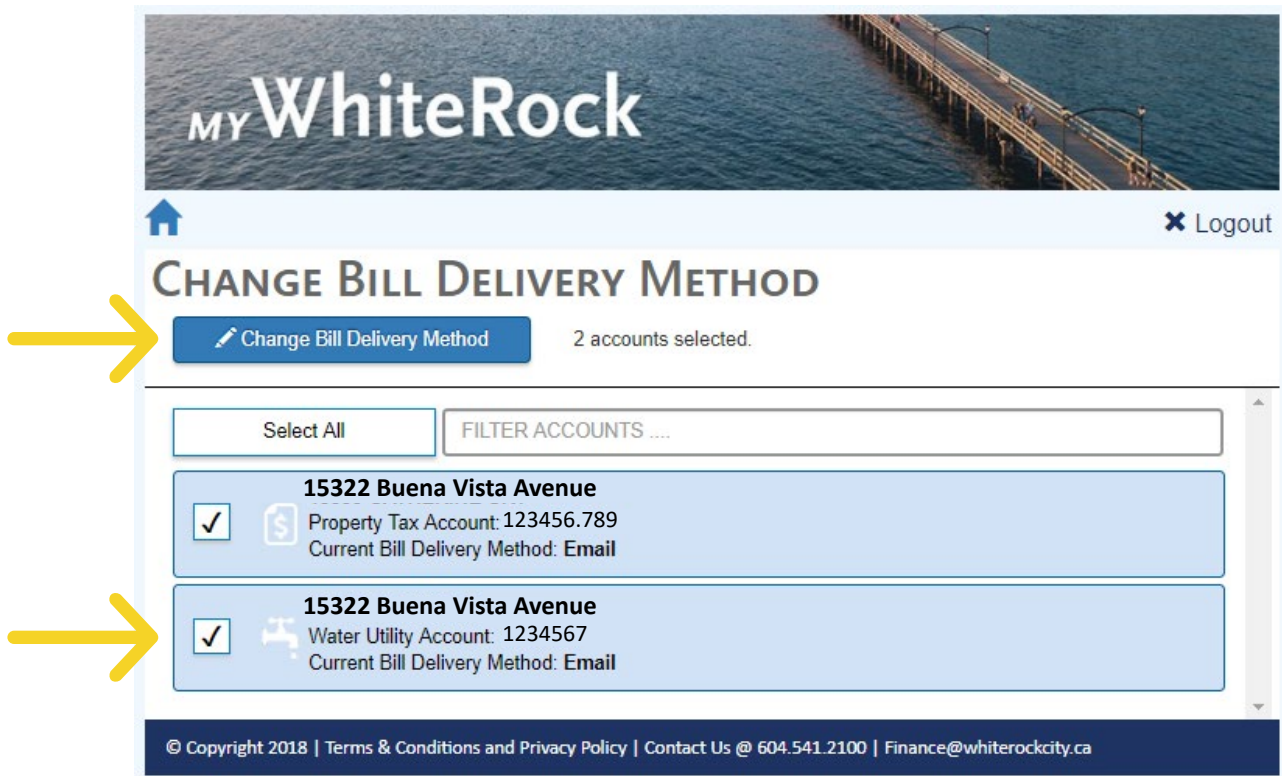 MY WhiteRock
Logout
CHANGE BILL DELIVERY METHOD
Change Bill Delivery Method 2 accounts selected.
Select All FILTER ACCOUNTS ....
15322 Buena Vista Avenue
Property Tax Account: 123456.789
Current Bill Delivery Method: Email
15322 Buena Vista Avenue
Water Utility Account: 1234567
Current Bill Delivery Method: Email
© Copyright 2018 | Terms & Conditions and Privacy Policy | Contact Us @ 604.541.2100 | Finance@whiterockcity.ca